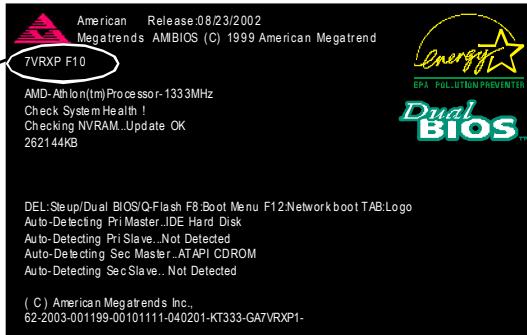 American Release:08/23/2002
Megatrends AMIBIOS (C) 1999 American Megatrend
7VRXP F10
energy
EPA POLLUTION PREVENTER
AMD-Athlon(tm)Processor-1333MHz
Check System Health !
Checking NVRAM...Update OK
262144KB
Dual
BIOS™
DEL:Steup/Dual BIOS/Q-Flash F8:Boot Menu F12:Network boot TAB:Logo
Auto-Detecting Pri Master..IDE Hard Disk
Auto-Detecting Pri Slave...Not Detected
Auto-Detecting Sec Master..ATAPI CDROM
Auto-Detecting Sec Slave.. Not Detected
( C ) American Megatrends Inc.,
62-2003-001199-00101111-040201-KT333-GA7VRXP1-